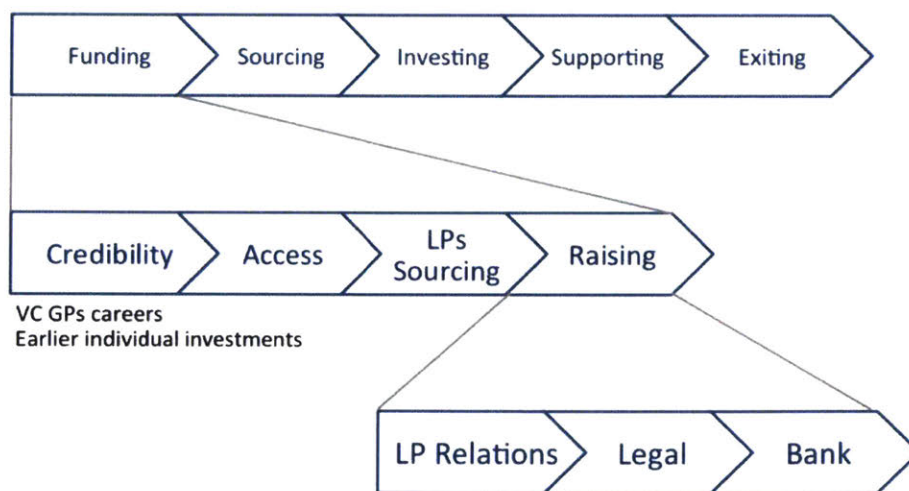 Funding
Sourcing
Investing
Supporting
Exiting
Credibility
Access
LPs
Sourcing
Raising
VC GPs careers
Earlier individual investments
LP Relations
Legal
Bank